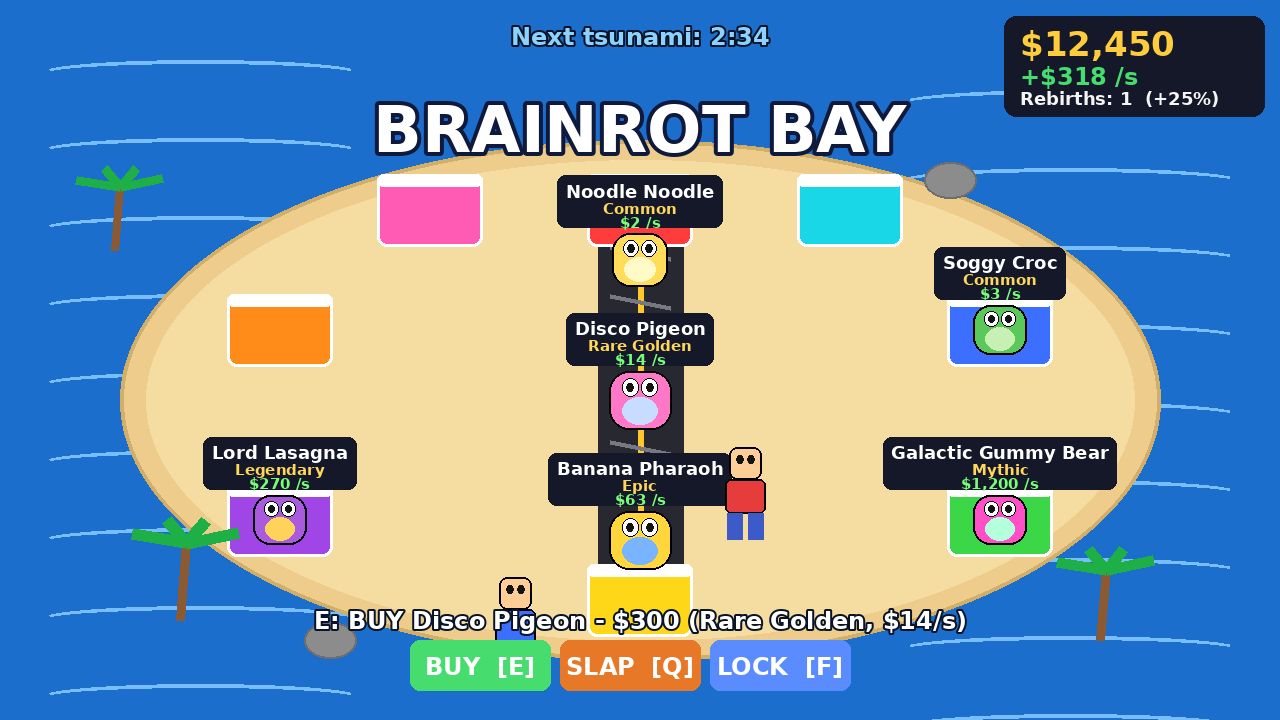 Next tsunami: 2:34
$12,450
+$318 /s
Rebirths: 1 (+25%)
BRAINROT BAY
Noodle Noodle
Common
$2 /s
Soggy Croc
Common
$3 /s
Disco Pigeon
Rare Golden
$14 /s
Lord Lasagna
Legendary
$270 /s
Banana Pharaoh
Epic
$63 /s
Galactic Gummy Bear
Mythic
$1,200 /s
E: BUY Disco Pigeon - $300 (Rare Golden, $14/s)
BUY [E]
SLAP [Q]
LOCK [F]